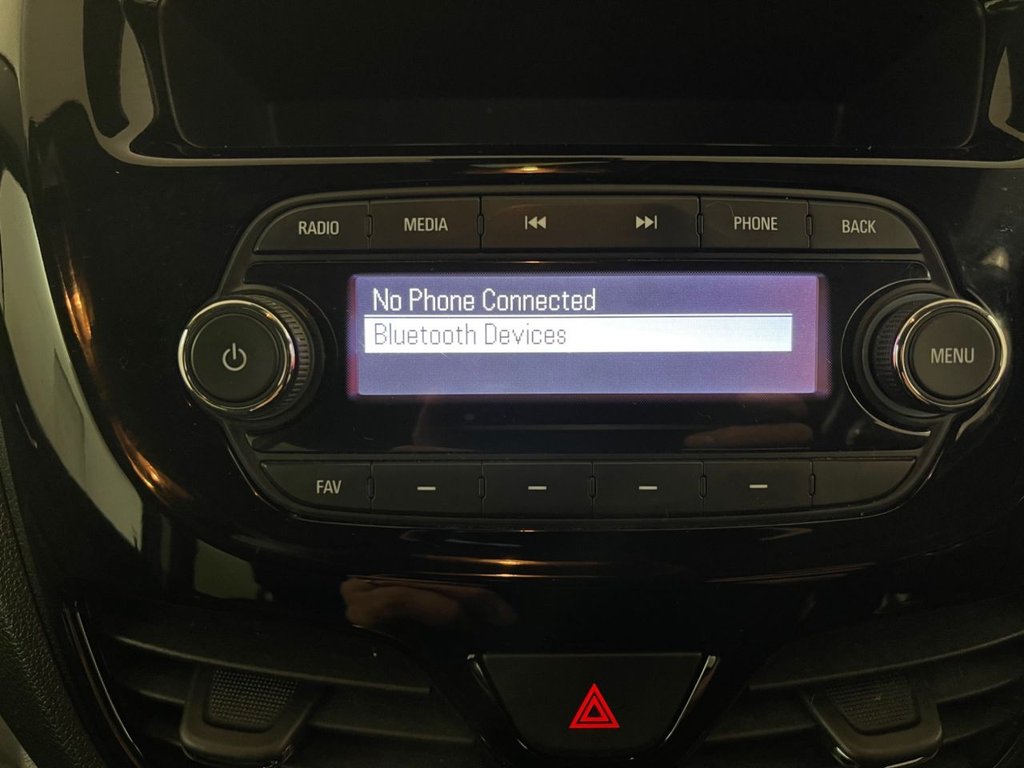 RADIO MEDIA PHONE BACK
No Phone Connected
Bluetooth Devices
MENU
FAV